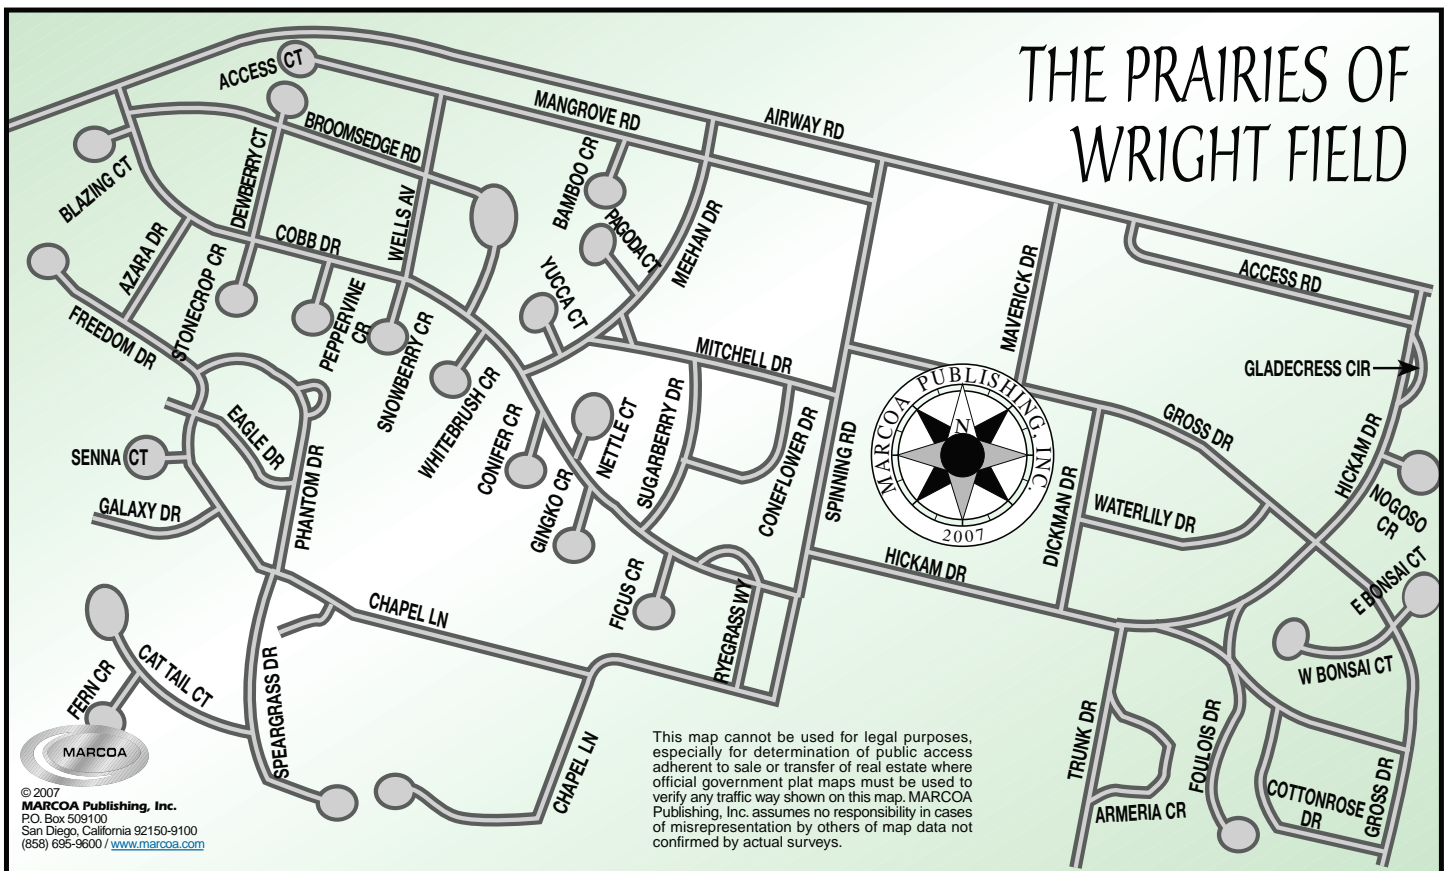 THE PRAIRIES OF
WRIGHT FIELD
ACCESS CT
MANGROVE RD
AIRWAY RD
BROOMSEDGE RD
BLAZING CT
DEWBERRY CT
BAMBOO CR
PAGODA CT
MEEHAN DR
WELLS AV
COBB DR
AZARA DR
STONECROP CR
PEPPERVINE
CR
YUCCA CT
MAVERICK DR
ACCESS RD
FREEDOM DR
SNOWBERRY CR
MITCHELL DR
GLADECRESS CIR
WHITEBRUSH CR
CONIFER CR
NETTLE CT
SUGARBERRY DR
CONEFLOWER DR
SPINNING RD
MARCOA PUBLISHING, INC.
N
2007
GROSS DR
HICKAM DR
EAGLE DR
SENNA CT
PHANTOM DR
GINGKO CR
DICKMAN DR
WATERLILY DR
NOGOSO
CR
GALAXY DR
HICKAM DR
E BONSAI CT
FICUS CR
CHAPEL LN
RYEGRASS WY
W BONSAI CT
CAT TAIL CT
FERN CR
SPEARGRASS DR
CHAPEL LN
TRUNK DR
FOULOIS DR
ARMERIA CR
COTTONROSE
DR
GROSS DR
MARCOA
© 2007
MARCOA Publishing, Inc.
P.O. Box 509100
San Diego, California 92150-9100
(858) 695-9600 / www.marcoa.com
This map cannot be used for legal purposes,
especially for determination of public access
adherent to sale or transfer of real estate where
official government plat maps must be used to
verify any traffic way shown on this map. MARCOA
Publishing, Inc. assumes no responsibility in cases
of misrepresentation by others of map data not
confirmed by actual surveys.